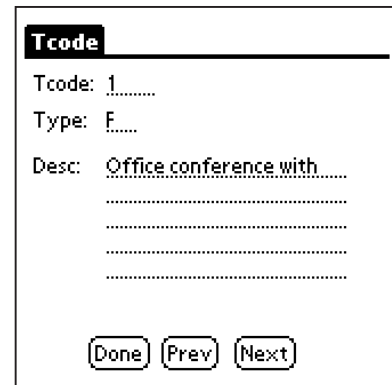 Tcode
Tcode: 1
Type: F
Desc: Office conference with
Done Prev Next